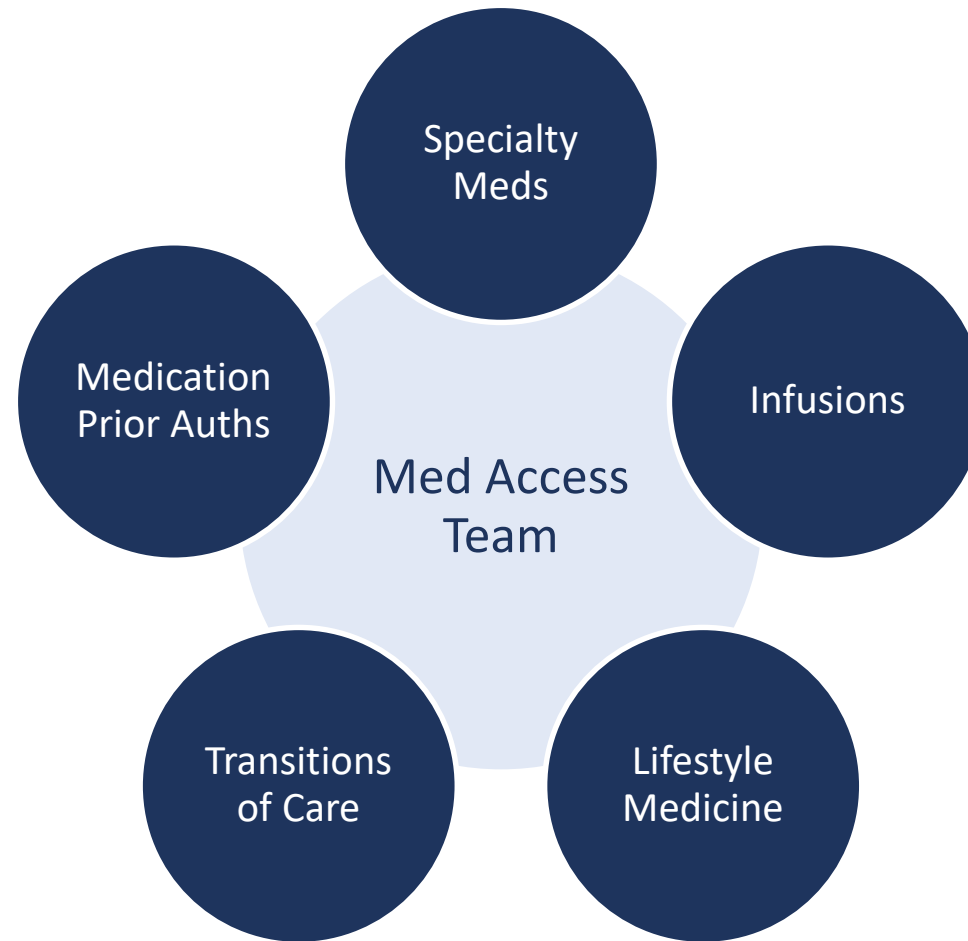 Specialty
Meds
Medication
Prior Auths
Infusions
Med Access
Team
Transitions
of Care
Lifestyle
Medicine